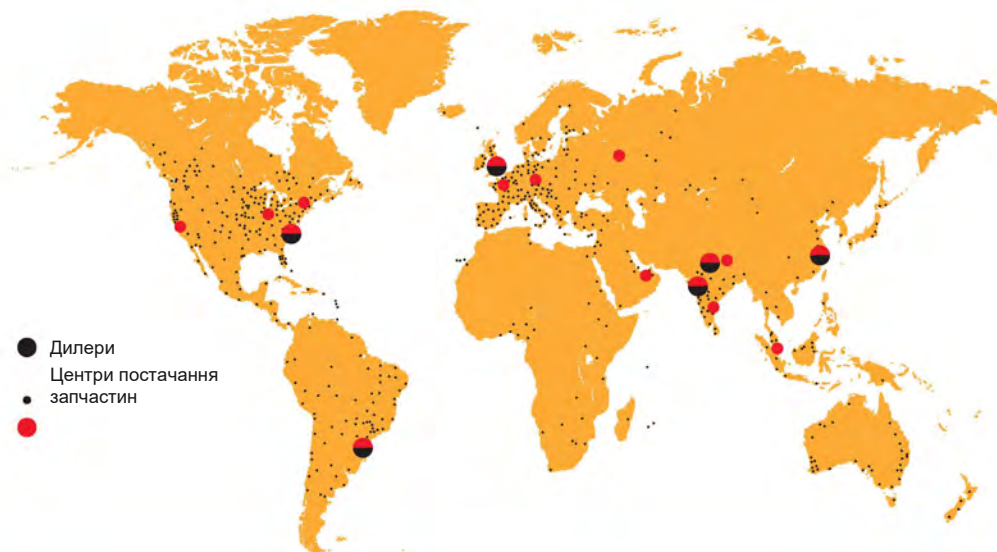 Дилери
Центри постачання
запчастин